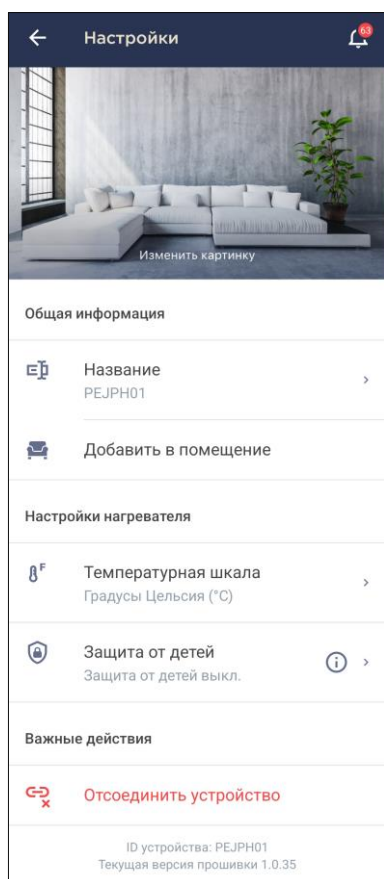 Настройки
63
Изменить картинку
Общая информация
Название
PEJPH01
Добавить в помещение
Настройки нагревателя
F
Температурная шкала
Градусы Цельсия (°C)
Защита от детей
Защита от детей выкл.
Важные действия
Отсоединить устройство
ID устройства: PEJPH01
Текущая версия прошивки 1.0.35